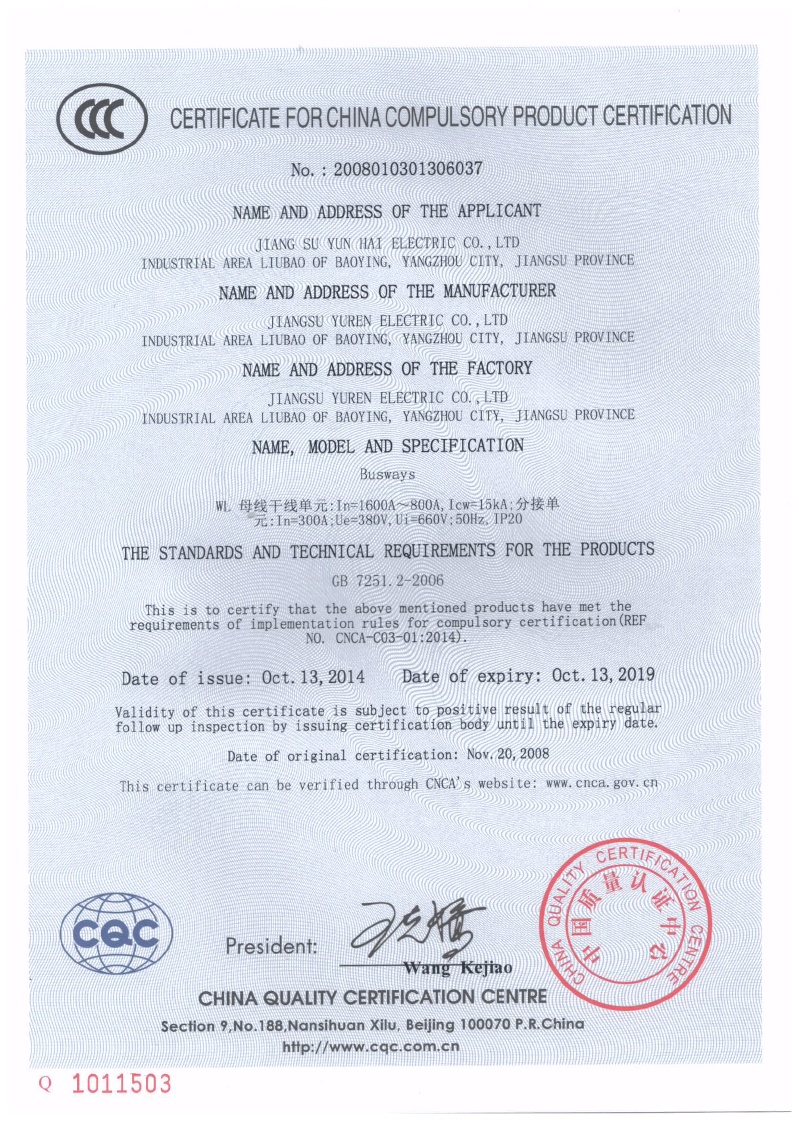 CERTIFICATE FOR CHINA COMPULSORY PRODUCT CERTIFICATION
No. : 2008010301306037
NAME AND ADDRESS OF THE APPLICANT
JIANG SU YUN HAI ELECTRIC CO., LTD
INDUSTRIAL AREA LIUBAO OF BAOYING, YANGZHOU CITY, JIANGSU PROVINCE
NAME AND ADDRESS OF THE MANUFACTURER
JIANGSU YUREN ELECTRIC CO., LTD
INDUSTRIAL AREA LIUBAO OF BAOYING, YANGZHOU CITY, JIANGSU PROVINCE
NAME AND ADDRESS OF THE FACTORY
JIANGSU YUREN ELECTRIC CO., LTD
INDUSTRIAL AREA LIUBAO OF BAOYING, YANGZHOU CITY, JIANGSU PROVINCE
NAME, MODEL AND SPECIFICATION
Busways
WL 母线干线单元:In=1600A～800A, Icw=15kA;分接单
元:In=300A;Ue=380V, Ui=660V;50Hz, IP20
THE STANDARDS AND TECHNICAL REQUIREMENTS FOR THE PRODUCTS
GB 7251.2-2006
This is to certify that the above mentioned products have met the
requirements of implementation rules for compulsory certification(REF
NO. CNCA-C03-01:2014).
Date of issue: Oct. 13, 2014 Date of expiry: Oct. 13, 2019
Validity of this certificate is subject to positive result of the regular
follow up inspection by issuing certification body until the expiry date.
Date of original certification: Nov. 20, 2008
This certificate can be verified through CNCA's website: www.cnca.gov.cn
CHINA QUALITY CERTIFICATION CENTRE
中国质量认证中心
CQC
President:
Wang Kejiao
CHINA QUALITY CERTIFICATION CENTRE
Section 9,No.188,Nansihuan Xilu, Beijing 100070 P.R.China
http://www.cqc.com.cn
Q 1011503